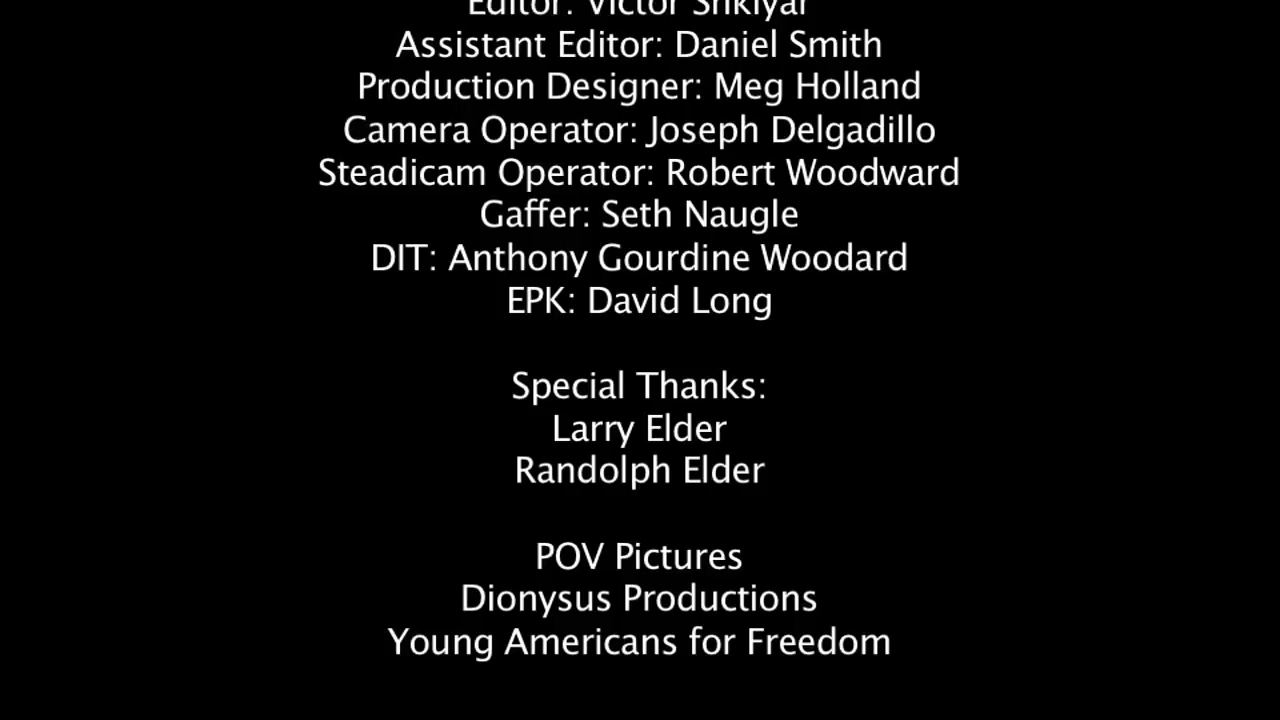 Editor: Victor
Assistant Editor: Daniel Smith
Production Designer: Meg Holland
Camera Operator: Joseph Delgadillo
Steadicam Operator: Robert Woodward
Gaffer: Seth Naugle
DIT: Anthony Gourdine Woodard
EPK: David Long
Special Thanks:
Larry Elder
Randolph Elder
POV Pictures
Dionysus Productions
Young Americans for Freedom